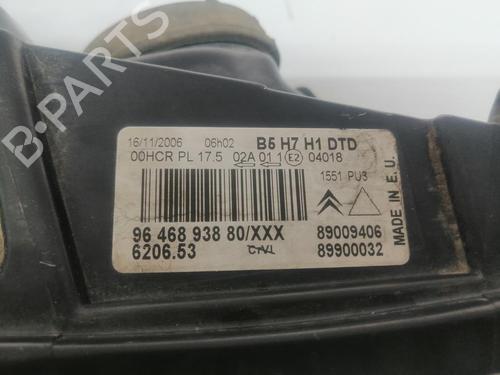 16/11/2006 06h02 B5 H7 H1 DTD
00HCR PL 17.5 02A 01 1 E2 04018
1551 PU3
96 468 938 80/XXX 89009406
6206.53 89900032
MADE IN E.U.
B-PARTS